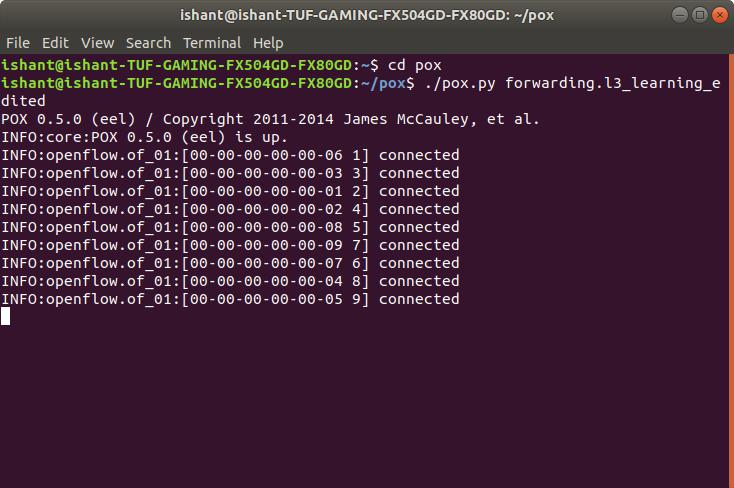 ishant@ishant-TUF-GAMING-FX504GD-FX80GD: ~/pox
File Edit View Search Terminal Help
ishant@ishant-TUF-GAMING-FX504GD-FX80GD:~$ cd pox
ishant@ishant-TUF-GAMING-FX504GD-FX80GD:~/pox$ ./pox.py forwarding.l3_learning_e
dited
POX 0.5.0 (eel) / Copyright 2011-2014 James McCauley, et al.
INFO:core:POX 0.5.0 (eel) is up.
INFO:openflow.of_01:[00-00-00-00-00-06 1] connected
INFO:openflow.of_01:[00-00-00-00-00-03 3] connected
INFO:openflow.of_01:[00-00-00-00-00-01 2] connected
INFO:openflow.of_01:[00-00-00-00-00-02 4] connected
INFO:openflow.of_01:[00-00-00-00-00-08 5] connected
INFO:openflow.of_01:[00-00-00-00-00-09 7] connected
INFO:openflow.of_01:[00-00-00-00-00-07 6] connected
INFO:openflow.of_01:[00-00-00-00-00-04 8] connected
INFO:openflow.of_01:[00-00-00-00-00-05 9] connected